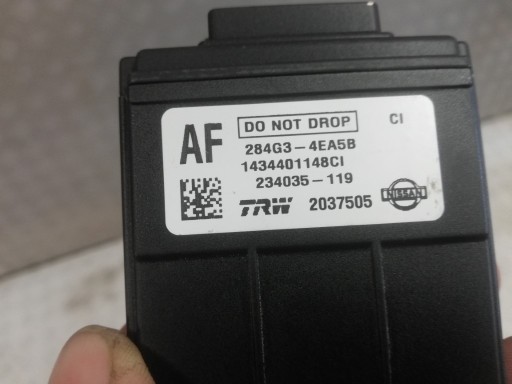 AF
DO NOT DROP
CI
284G3-4EA5B
1434401148CI
234035-119
TRW 2037505 NISSAN